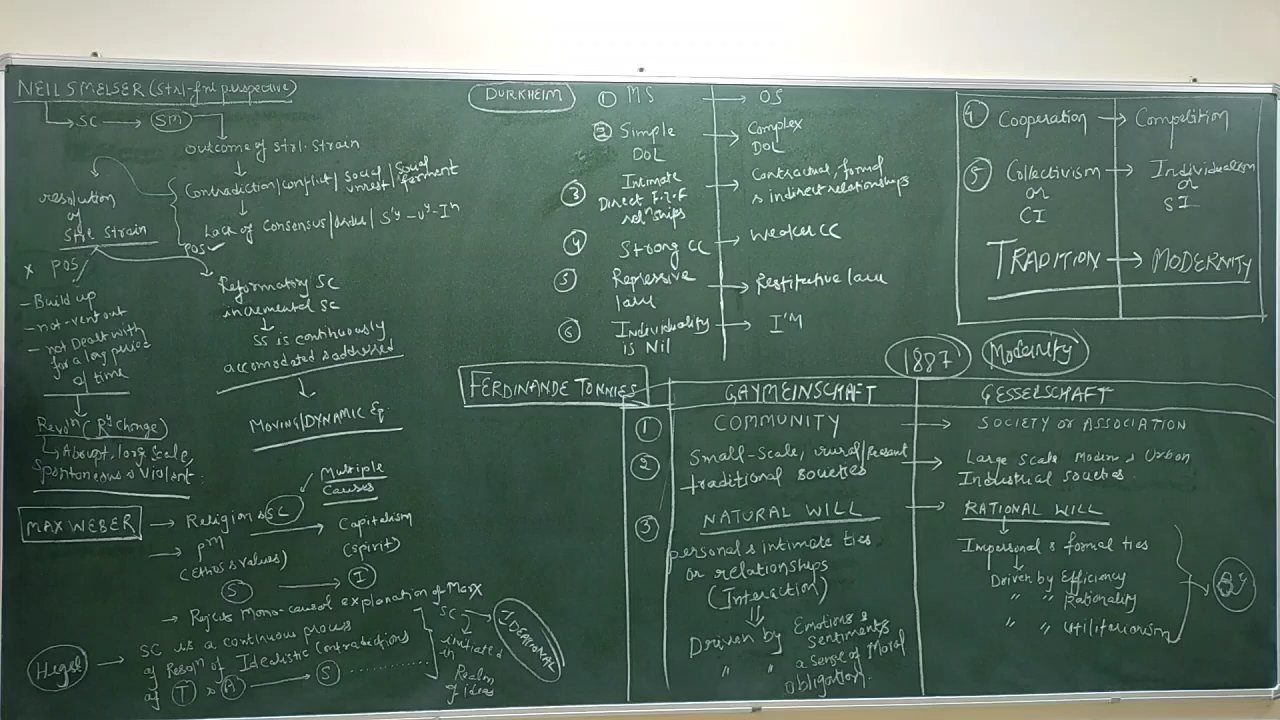 NEIL SMELSER (Strl-fnl perspective)
SC → SM
outcome of strl. strain
Contradiction/conflict/ social unrest/ social ferment
Lack of consensus/order/ S'y-U'y-I'n
POS
resolution
of
strl strain
× POS/
- Build up
- not-vent out
- not Dealt with
for a long period
of time
Revo'n (R'y Change)
Abrupt, large scale,
spontaneous & violent.
Reformatory SC
incremental SC
SS is continuously
accomodated & addressed
MOVING/DYNAMIC Eq
MAX WEBER
→ Religion & SC
Multiple
Causes
→ P'm → Capitalism
(Ethos & values) (spirit)
S → I
→ Rejects Mono-causal explanation of Marx
Hegel → SC is a continuous process
of Reso'n of Idealistic Contradictions
of T & A → S ............
SC → IDEATIONAL
initiated
in
Realm
of ideas
DURKHEIM
① MS → OS
② Simple DOL → Complex DOL
③ Intimate
Direct F.2.F
rel'nships
→ Contractual, formal
& indirect relationships
④ Strong CC → Weaker CC
⑤ Repressive
law
→ Restitutive law
⑥ Individuality
is Nil
→ I'M
④ Cooperation → Competition
⑤ Collectivism
or
CI
→ Individualism
or
SI
TRADITION → MODERNITY
1887 Modernity
FERDINANDE TONNIES
GAYMEINSCHAFT GESSERSCHAFT
① COMMUNITY → SOCIETY or ASSOCIATION
② Small-Scale, rural/peasant
traditional societies
→ Large Scale Modern & Urban
Industrial societies.
③ NATURAL WILL → RATIONAL WILL
personal & intimate ties
or relationships
(Interaction)
Driven by Emotions &
sentiments
" " a sense of Moral
obligation.
Impersonal & formal ties
Driven by Efficiency
" " Rationality
" " Utilitarionism